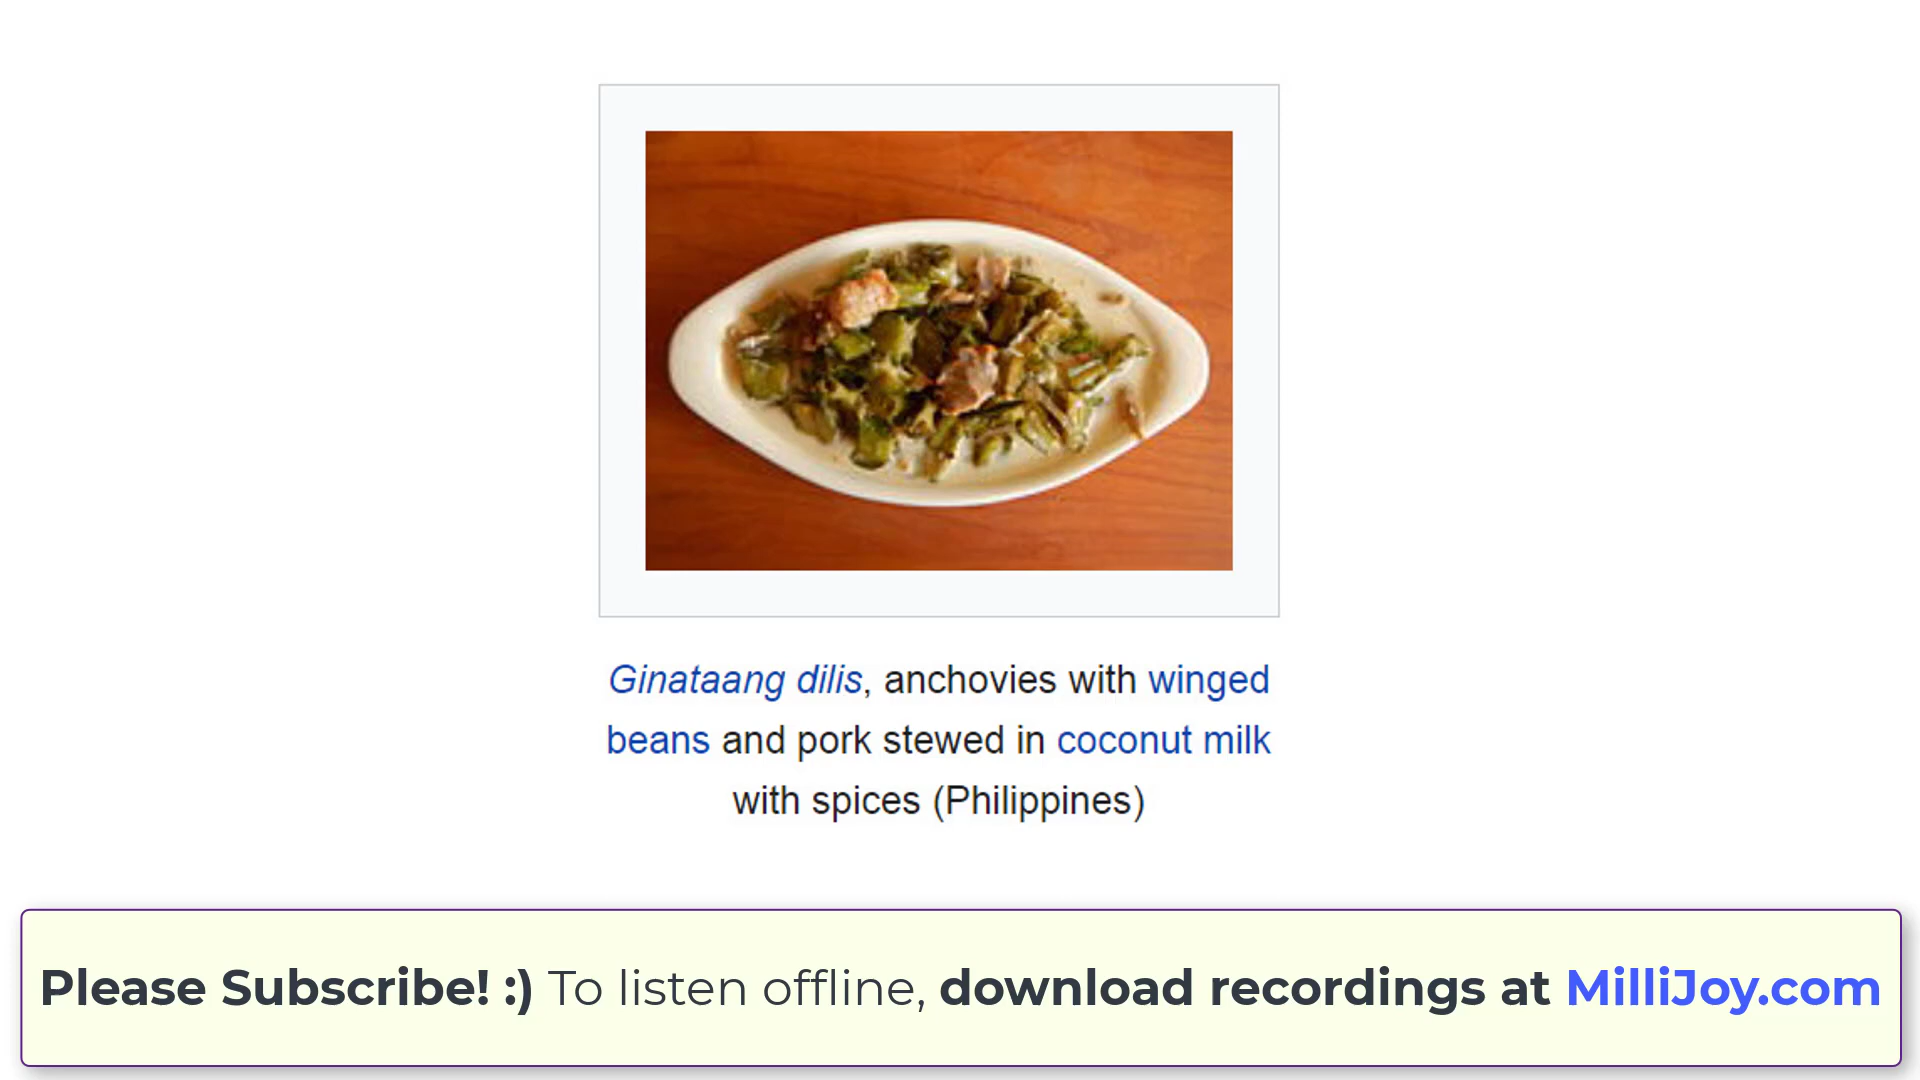 Ginataang dilis, anchovies with winged
beans and pork stewed in coconut milk
with spices (Philippines)
Please Subscribe! :) To listen offline, download recordings at MilliJoy.com